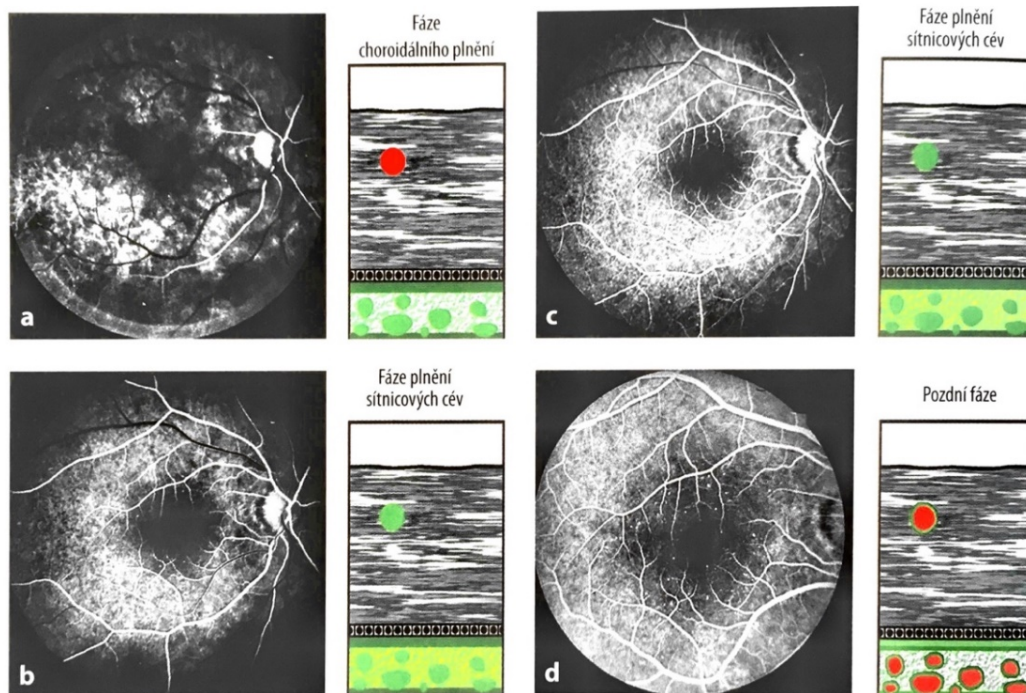 Fáze
choroidálního plnění
a
Fáze plnění
sítnicových cév
c
Fáze plnění
sítnicových cév
b
Pozdní fáze
d